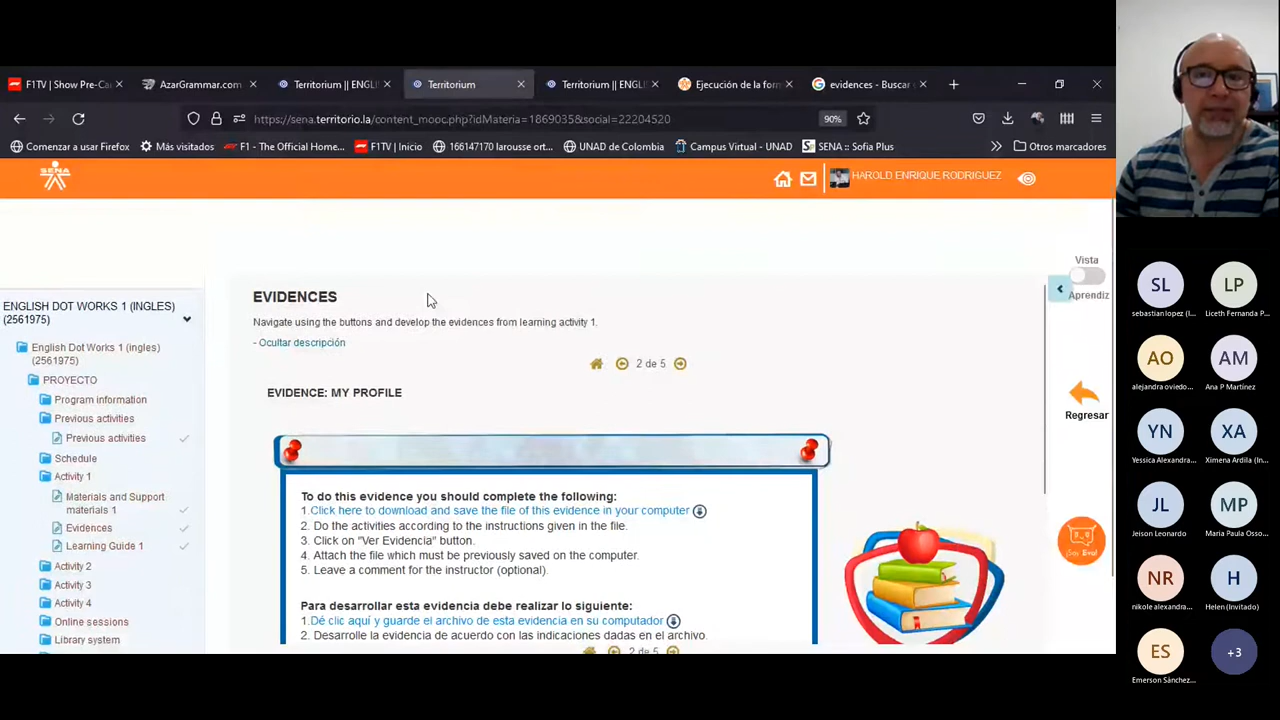 F1TV | Show Pre-Ca
AzarGrammar.com
Territorium || ENGLI
Territorium
Territorium || ENGL
Ejecución de la form
evidences - Buscar
https://sena.territorio.la/content_mooc.php?idMateria=1869035&social=22204520
90%
Comenzar a usar Firefox
Más visitados
F1 - The Official Home...
F1TV | Inicio
166147170 larousse ort...
UNAD de Colombia
Campus Virtual - UNAD
SENA :: Sofia Plus
Otros marcadores
SENA
HAROLD ENRIQUE RODRIGUEZ
ENGLISH DOT WORKS 1 (INGLES)
(2561975)
English Dot Works 1 (ingles)
(2561975)
PROYECTO
Program information
Previous activities
Previous activities
Schedule
Activity 1
Materials and Support
materials 1
Evidences
Learning Guide 1
Activity 2
Activity 3
Activity 4
Online sessions
Library system
EVIDENCES
Navigate using the buttons and develop the evidences from learning activity 1.
- Ocultar descripción
2 de 5
EVIDENCE: MY PROFILE
To do this evidence you should complete the following:
1.Click here to download and save the file of this evidence in your computer
2. Do the activities according to the instructions given in the file.
3. Click on "Ver Evidencia" button.
4. Attach the file which must be previously saved on the computer.
5. Leave a comment for the instructor (optional).
Para desarrollar esta evidencia debe realizar lo siguiente:
1.Dé clic aquí y guarde el archivo de esta evidencia en su computador
2. Desarrolle la evidencia de acuerdo con las indicaciones dadas en el archivo.
2 de 5
Vista
Aprendiz
Regresar
¡Soy Eva!
SL
sebastian lopez (I...
LP
Liceth Fernanda P...
AO
alejandra oviedo...
AM
Ana P Martínez
YN
Yessica Alexandra...
XA
Ximena Ardila (In...
JL
Jeison Leonardo
MP
Maria Paula Osso...
NR
nikole alexandra...
H
Helen (Invitado)
ES
Emerson Sánchez...
+3